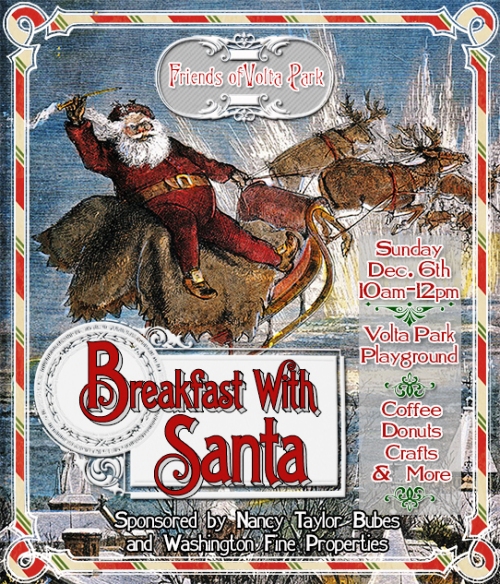 Friends of Volta Park
Sunday
Dec. 6th
10am-12pm
Volta Park
Playground
Coffee
Donuts
Crafts
& More
Breakfast With
Santa
Sponsored by Nancy Taylor Bubes
and Washington Fine Properties